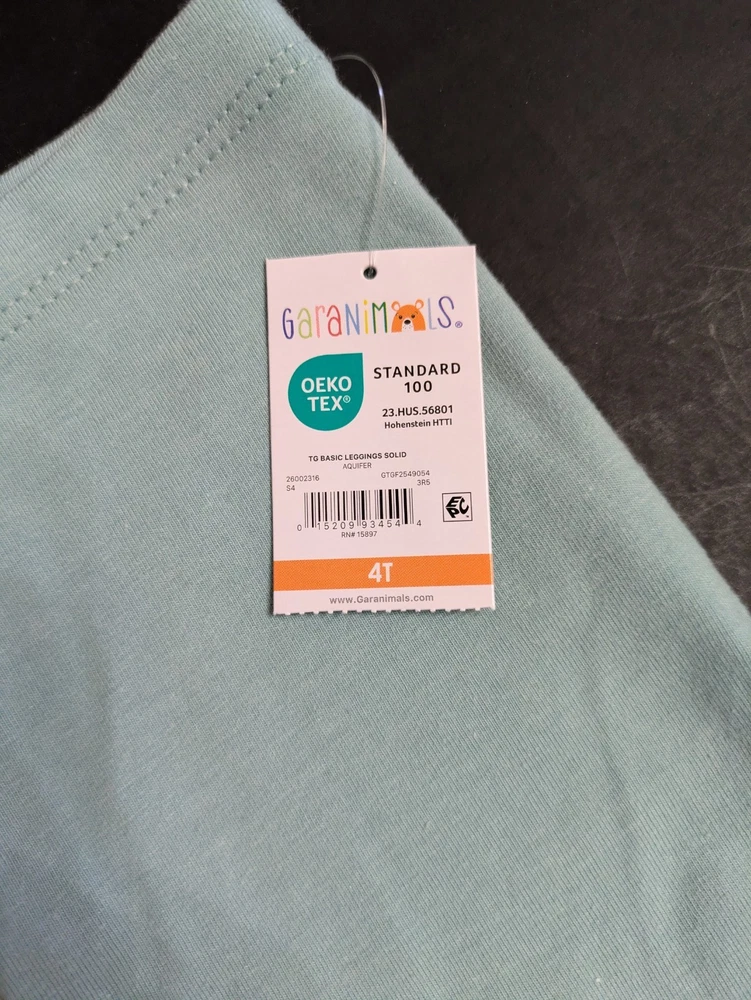 GaraNiMALS®
OEKO
TEX®
STANDARD
100
23.HUS.56801
Hohenstein HTTI
TG BASIC LEGGINGS SOLID
AQUIFER
26002316 GTGF2549054
S4 3R5
0 15209 93454 4
RN# 15897
EPC
4T
www.Garanimals.com